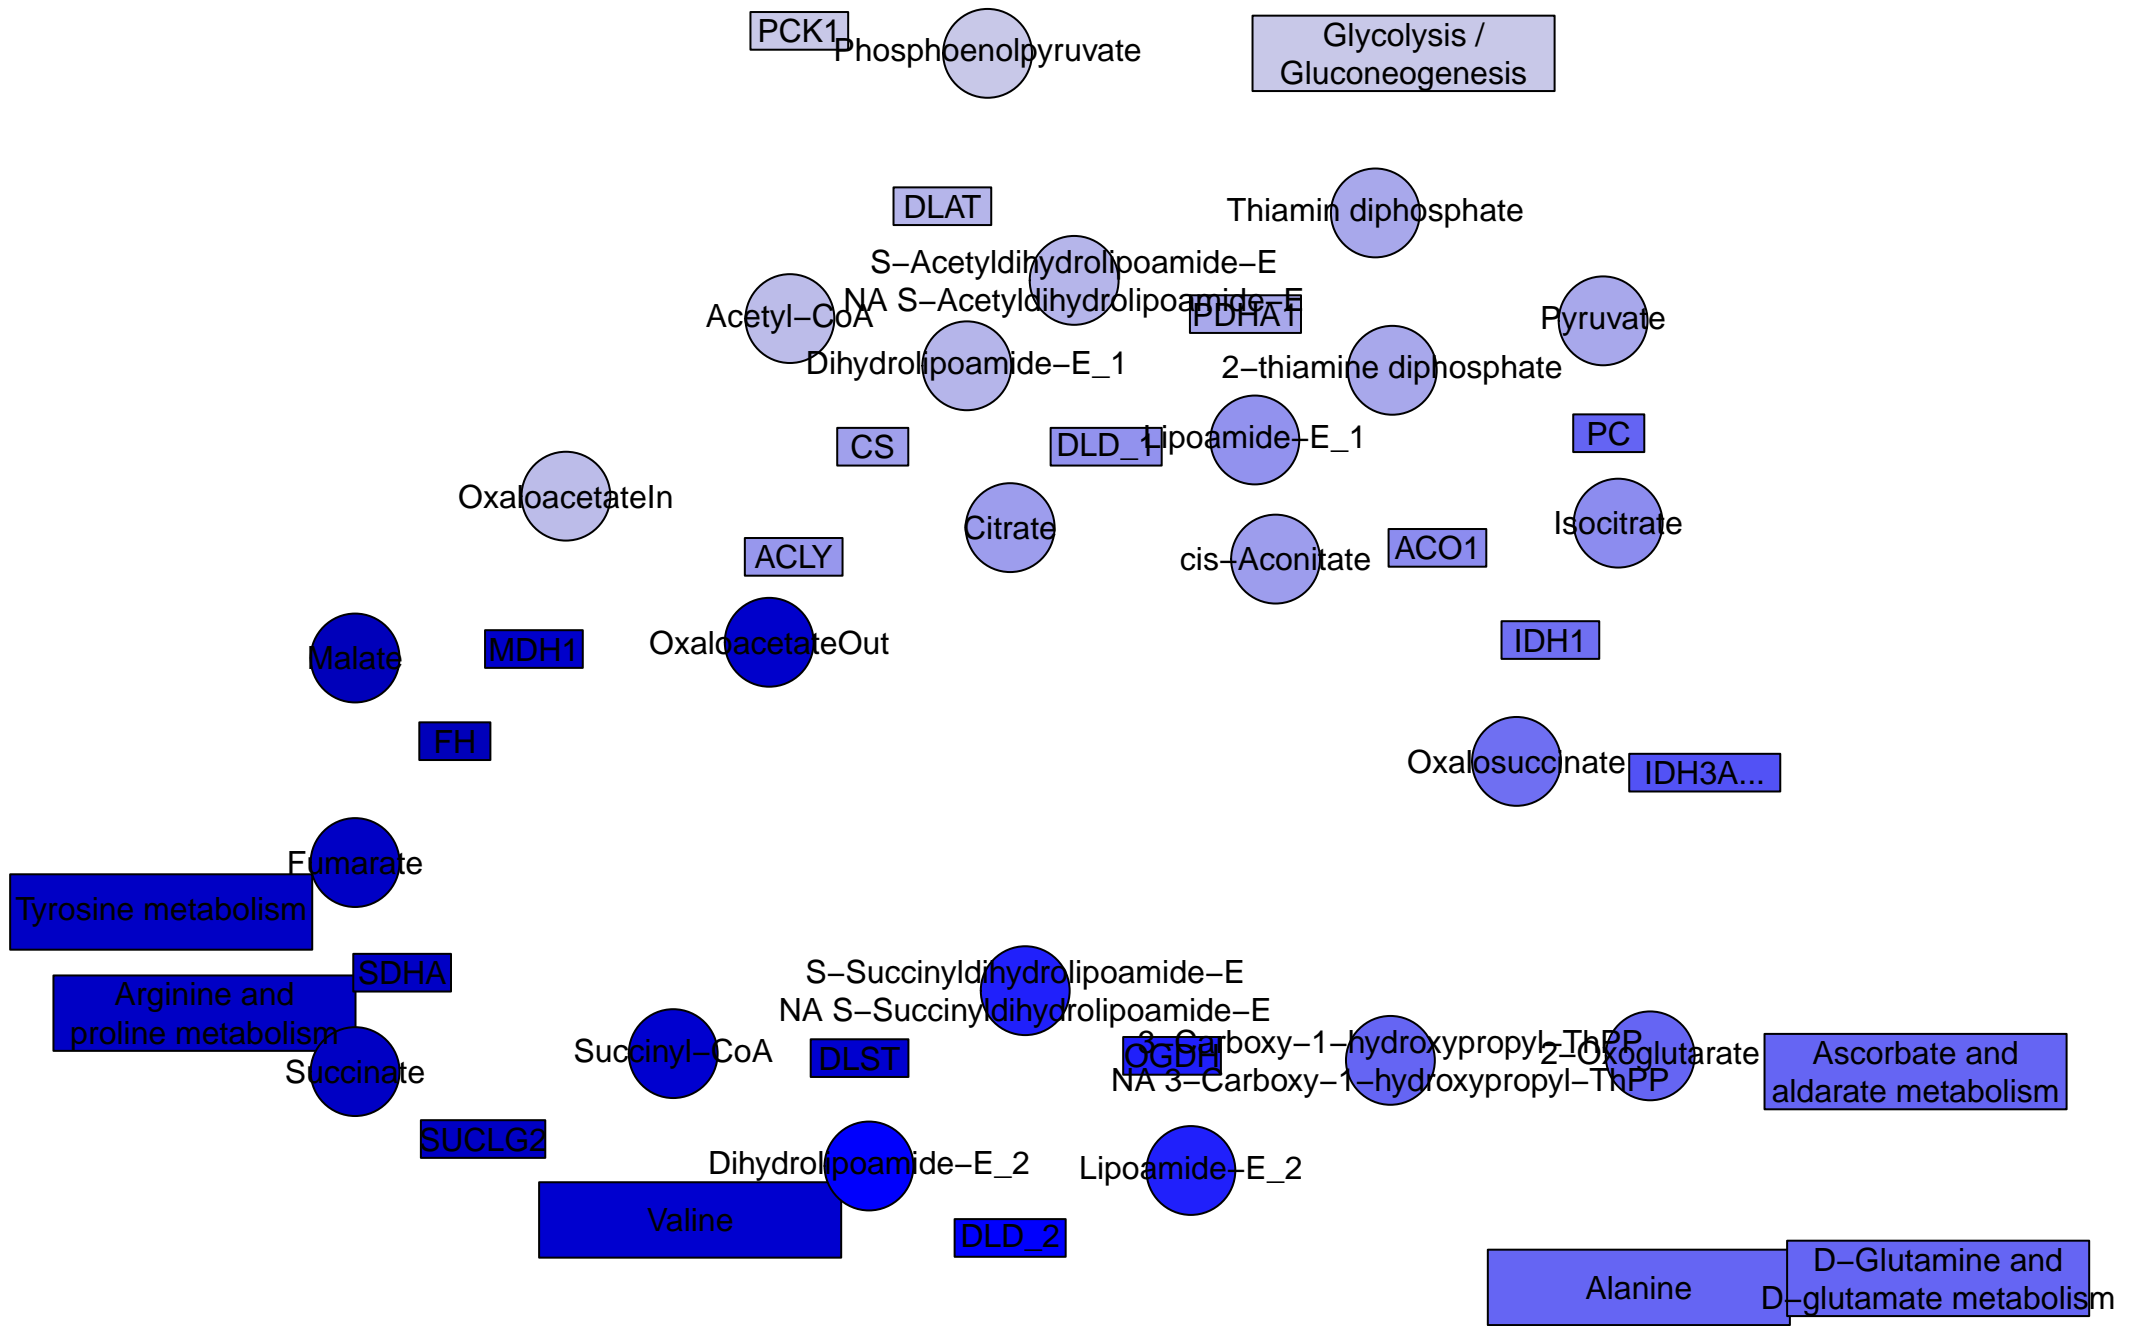 PCK1
Phosphoenolpyruvate
Glycolysis /
Gluconeogenesis
DLAT
Thiamin diphosphate
S−Acetyldihydrolipoamide−E
NA S−Acetyldihydrolipoamide−E
Acetyl−CoA
PDHA1
Pyruvate
Dihydrolipoamide−E_1
2−thiamine diphosphate
CS
DLD_1
Lipoamide−E_1
PC
OxaloacetateIn
Citrate
Isocitrate
ACLY
cis−Aconitate
ACO1
Malate
MDH1
OxaloacetateOut
IDH1
FH
Oxalosuccinate
IDH3A...
Fumarate
Tyrosine metabolism
SDHA
Arginine and
proline metabolism
Succinate
S−Succinyldihydrolipoamide−E
NA S−Succinyldihydrolipoamide−E
Succinyl−CoA
DLST
OGDH
3−Carboxy−1−hydroxypropyl−ThPP
NA 3−Carboxy−1−hydroxypropyl−ThPP
2−Oxoglutarate
Ascorbate and
aldarate metabolism
SUCLG2
Dihydrolipoamide−E_2
Lipoamide−E_2
Valine
DLD_2
Alanine
D−Glutamine and
D−glutamate metabolism